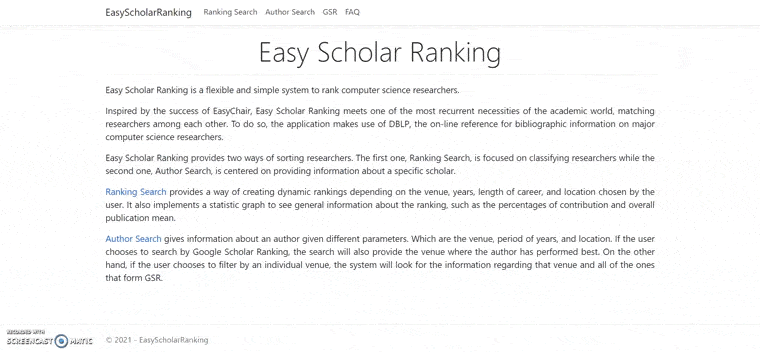 EasyScholarRanking Ranking Search Author Search GSR FAQ
Easy Scholar Ranking
Easy Scholar Ranking is a flexible and simple system to rank computer science researchers.
Inspired by the success of EasyChair, Easy Scholar Ranking meets one of the most recurrent necesities of the academic world, matching
researchers among each other. To do so, the application makes use of DBLP, the on-line reference for bibliographic information on major
computer science researchers.
Easy Scholar Ranking provides two ways of sorting researchers. The first one, Ranking Search, is focused on classifying researchers while the
second one, Author Search, is centered on providing information about a specific scholar.
Ranking Search provides a way of creating dynamic rankings depending on the venue, years, length of career, and location chosen by the
user. It also implements a statistic graph to see general information about the ranking, such as the percentages of contribution and overall
publication mean.
Author Search gives information about an author given different parameters. Which are the venue, period of years, and location. If the user
chooses to search by Google Scholar Ranking, the search will also provide the venue where the author has performed best. On the other
hand, if the user chooses to filter by an individual venue, the system will look for the information regarding that venue and all of the ones
that form GSR.
RECORDED WITH
SCREENCAST MATIC
© 2021 - EasyScholarRanking